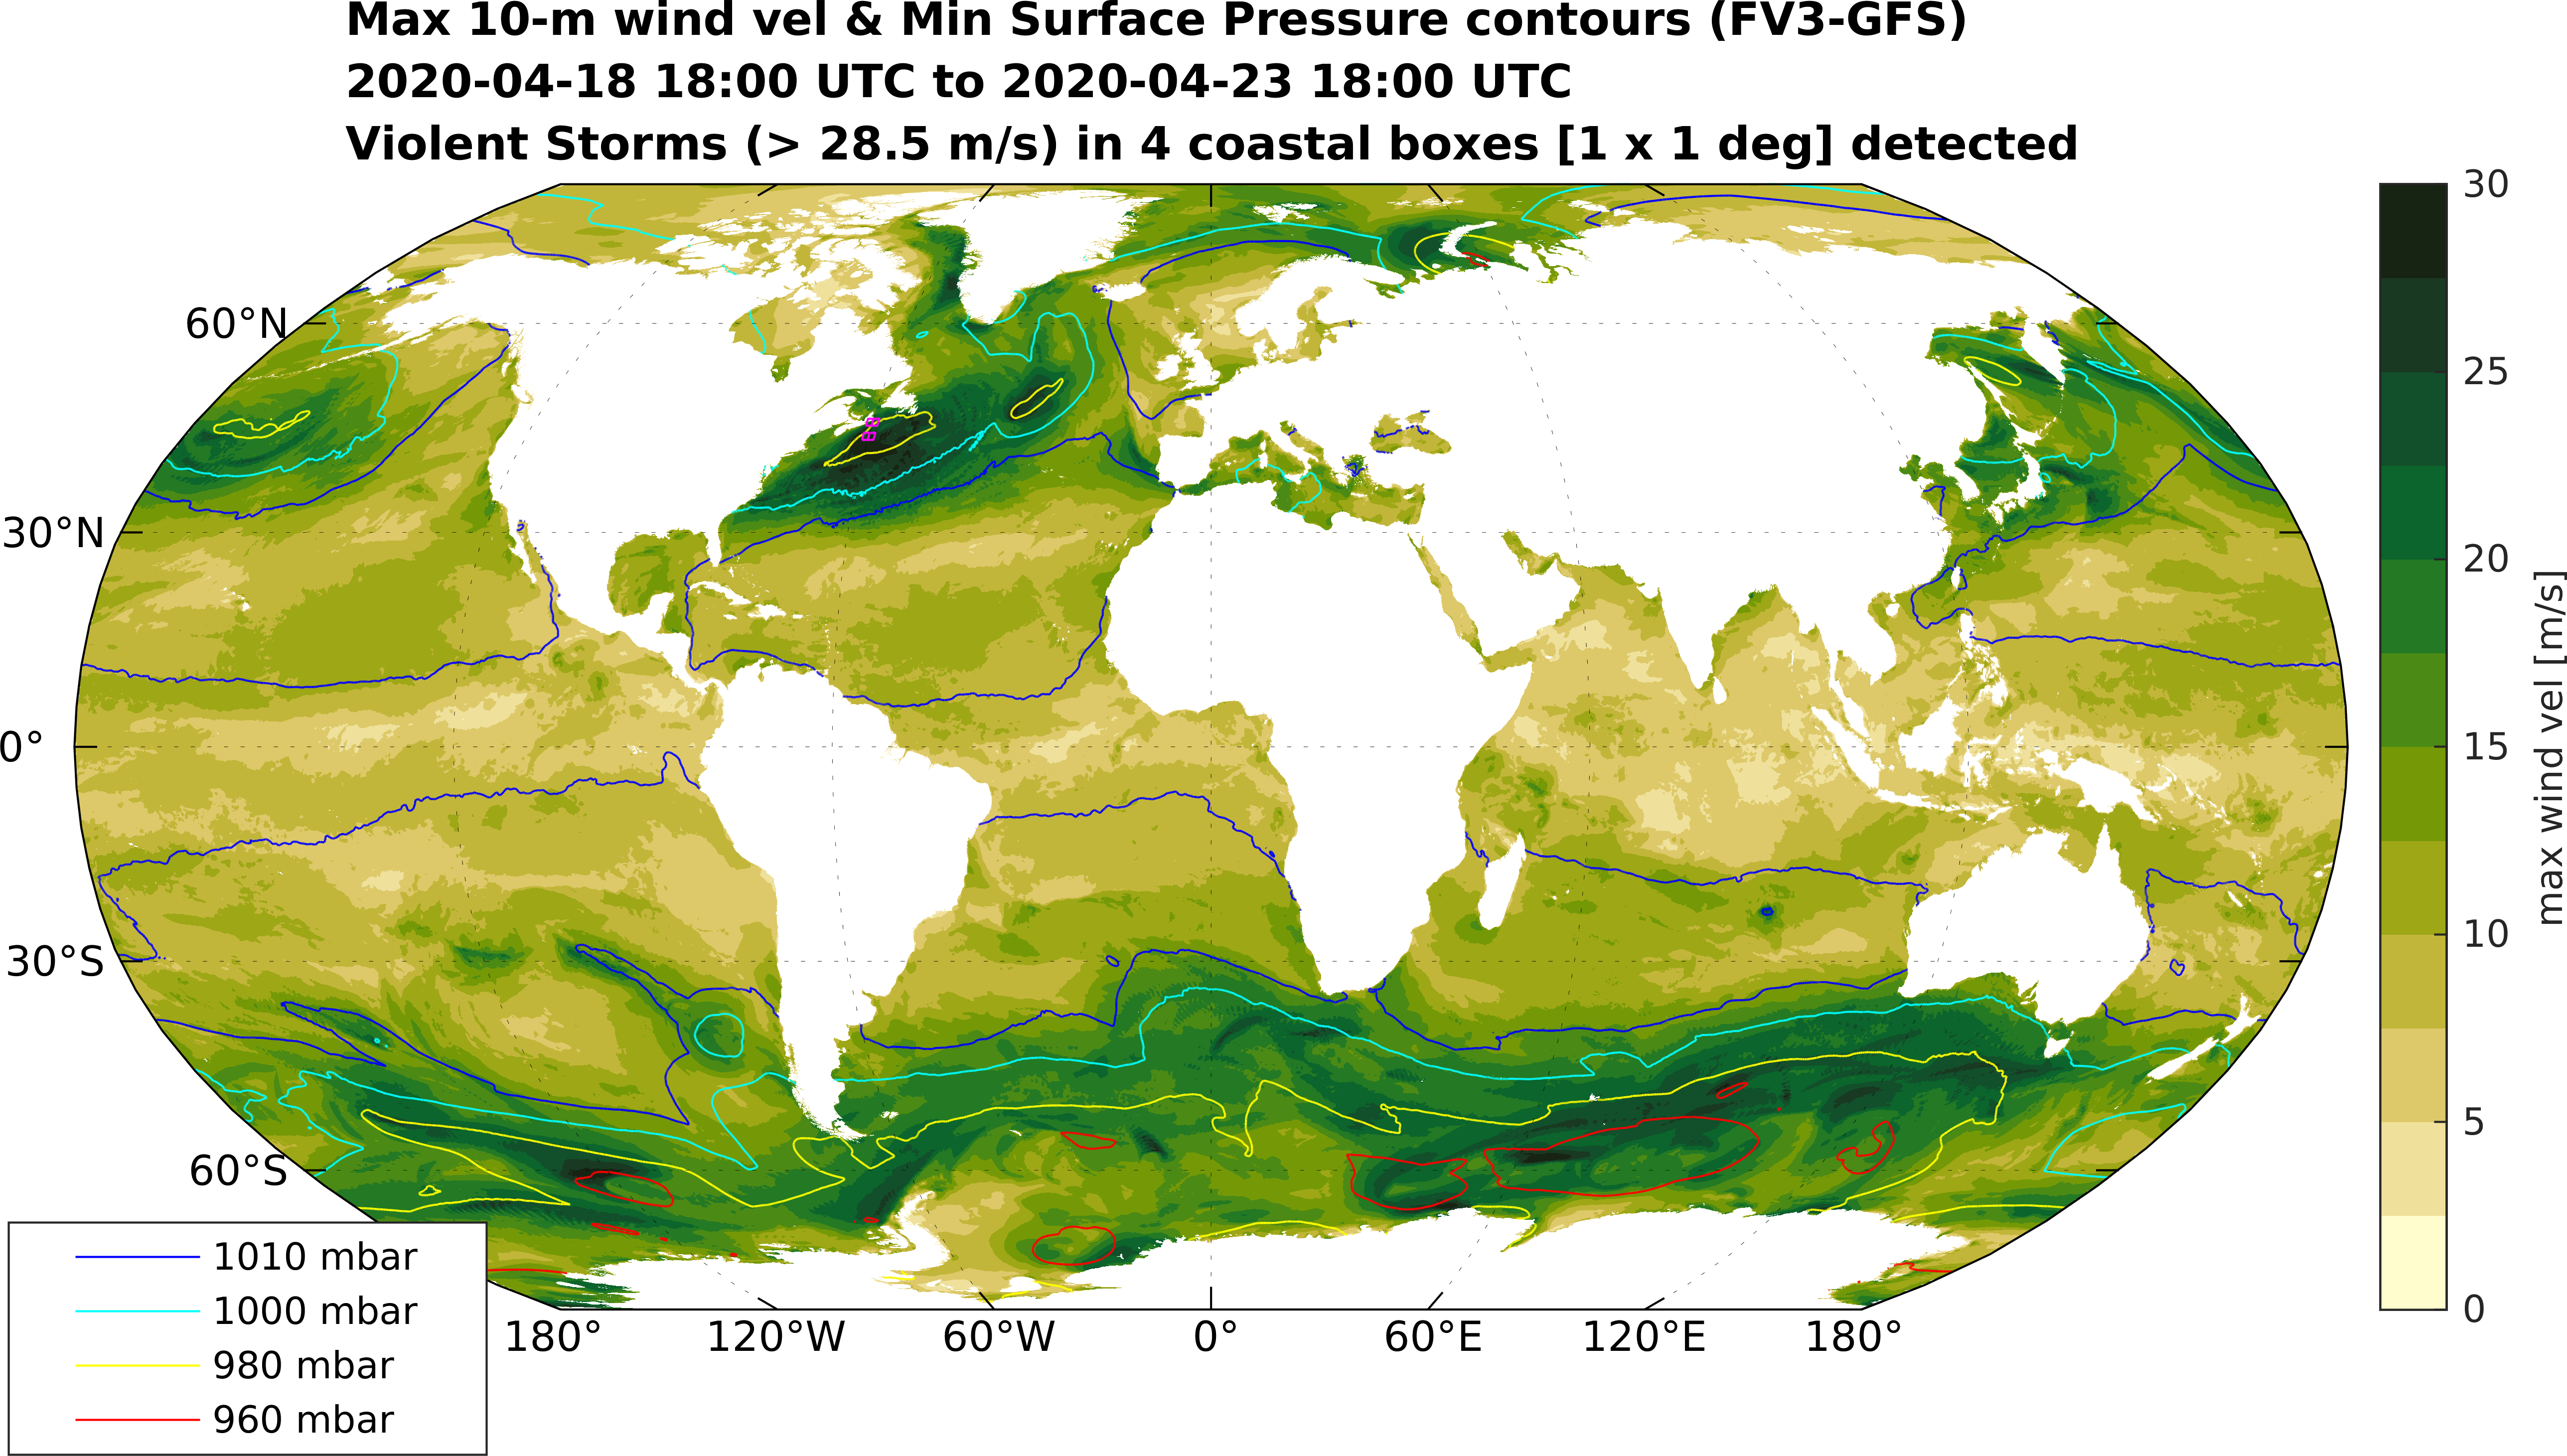 Max 10-m wind vel & Min Surface Pressure contours (FV3-GFS)
2020-04-18 18:00 UTC to 2020-04-23 18:00 UTC
Violent Storms (> 28.5 m/s) in 4 coastal boxes [1 x 1 deg] detected
60°N
30°N
0°
30°S
60°S
180°
120°W
60°W
0°
60°E
120°E
180°
1010 mbar
1000 mbar
980 mbar
960 mbar
30
25
20
15
10
5
0
max wind vel [m/s]